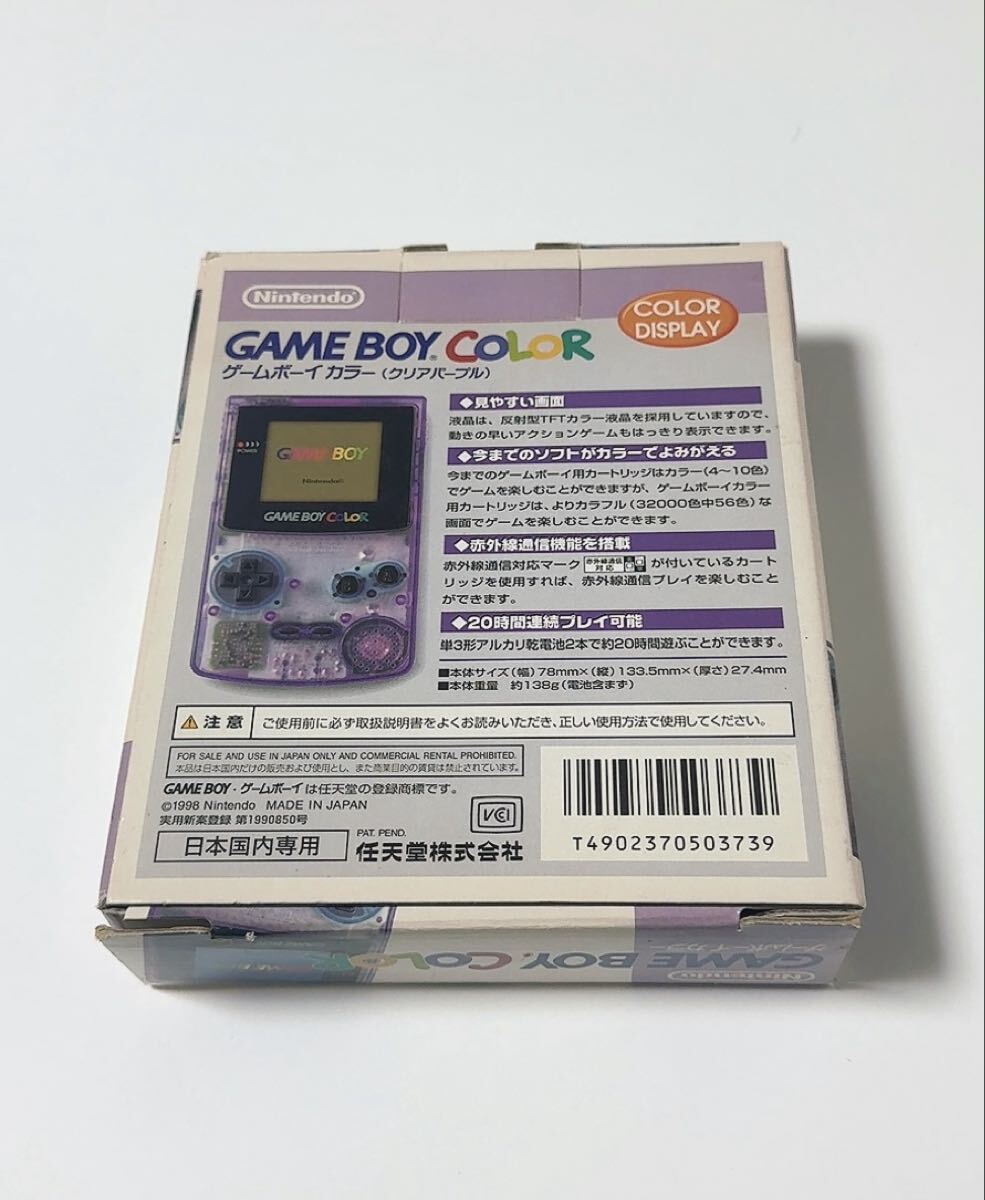 Nintendo
COLOR
DISPLAY
GAME BOY COLOR
ゲームボーイ カラー（クリアパープル）
POWER
GAME BOY
Nintendo®
GAME BOY COLOR
B A
◆見やすい画面
液晶は、反射型TFTカラー液晶を採用していますので、
動きの早いアクションゲームもはっきり表示できます。
◆今までのソフトがカラーでよみがえる
今までのゲームボーイ用カートリッジはカラー（4〜10色）
でゲームを楽しむことができますが、ゲームボーイカラー
用カートリッジは、よりカラフル（32000色中56色）な
画面でゲームを楽しむことができます。
◆赤外線通信機能を搭載
赤外線通信対応マーク 赤外線通信 対応 が付いているカート
リッジを使用すれば、赤外線通信プレイを楽しむこと
ができます。
◆20時間連続プレイ可能
単3形アルカリ乾電池2本で約20時間遊ぶことができます。
■本体サイズ（幅）78mm×（縦）133.5mm×（厚さ）27.4mm
■本体重量 約138g（電池含まず）
⚠注意 ご使用前に必ず取扱説明書をよくお読みいただき、正しい使用方法で使用してください。
FOR SALE AND USE IN JAPAN ONLY AND COMMERCIAL RENTAL PROHIBITED.
本品は日本国内だけの販売および使用とし、また商業目的の賃貸は禁止されています。
GAME BOY・ゲームボーイは任天堂の登録商標です。
©1998 Nintendo MADE IN JAPAN
実用新案登録 第1990850号
VCI
PAT. PEND.
日本国内専用
任天堂株式会社
T4902370503739
GAME BOY COLOR
ゲームボーイ カラー
Nintendo